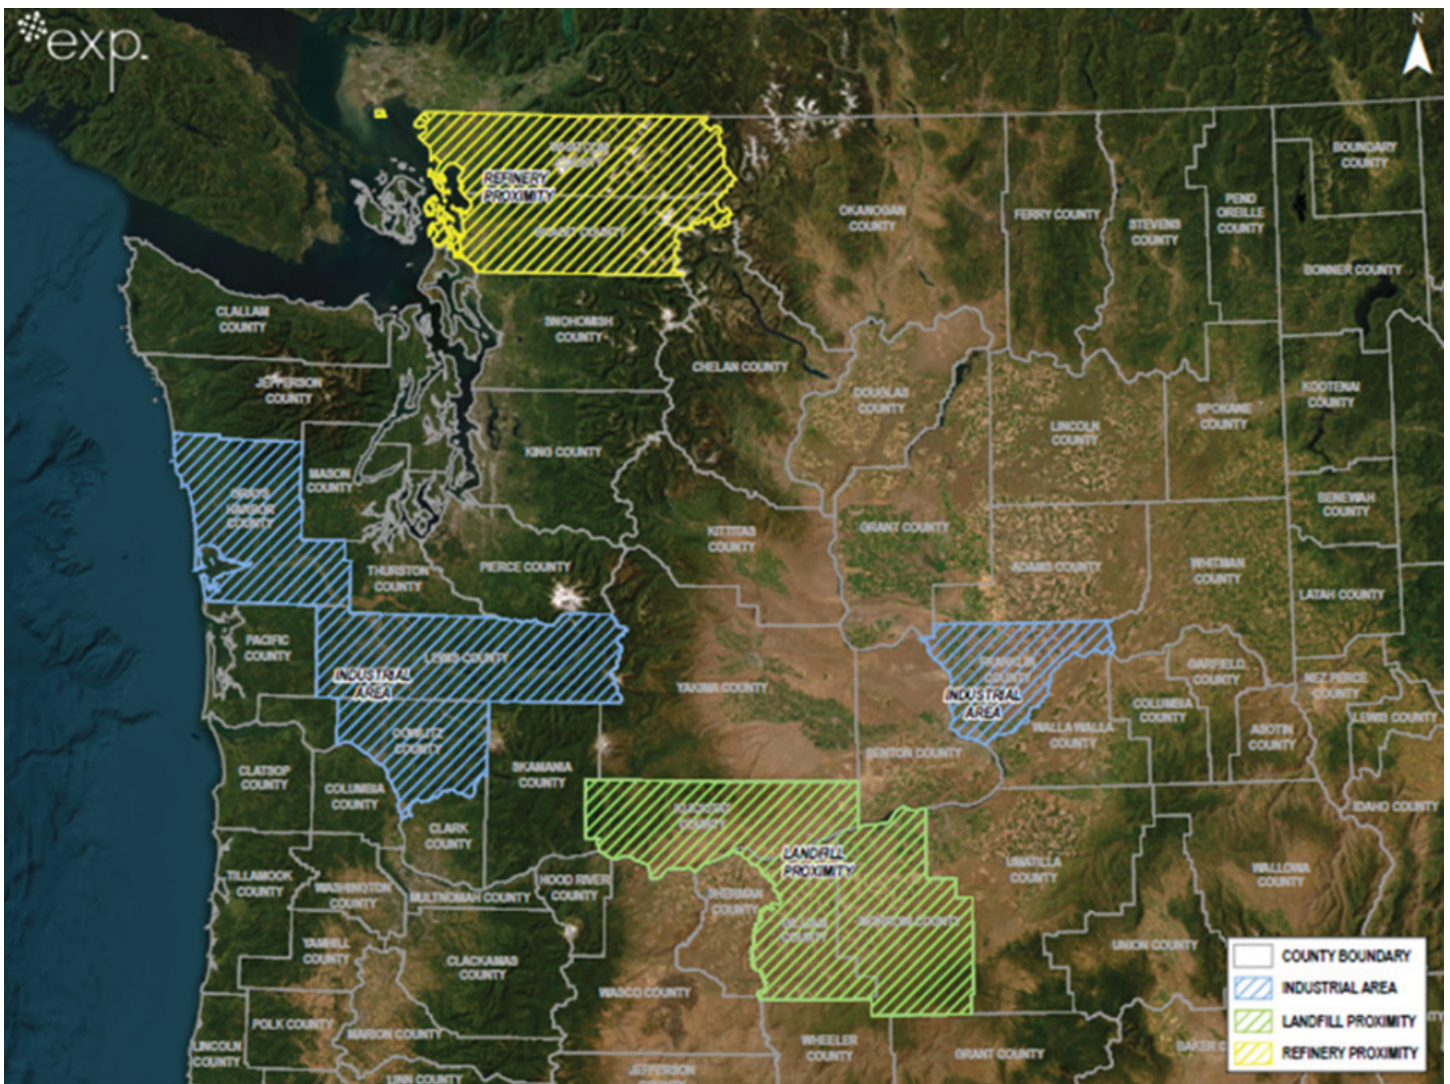 exp.
N
WHATCOM
REFINERY
PROXIMITY
BOUNDARY
COUNTY
PEND
OREILLE
COUNTY
OKANOGAN
COUNTY
FERRY COUNTY
STEVENS
COUNTY
BONNER COUNTY
CLALLAM
COUNTY
SNOHOMISH
COUNTY
CHELAN COUNTY
JEFFERSON
COUNTY
DOUGLAS
COUNTY
KOOTENAI
COUNTY
SPOKANE
COUNTY
LINCOLN
COUNTY
KING COUNTY
MASON
COUNTY
GRAYS
HARBOR
COUNTY
BENEWAH
COUNTY
KITTITAS
COUNTY
GRANT COUNTY
THURSTON
COUNTY
PIERCE COUNTY
ADAMS COUNTY
WHITMAN
COUNTY
LATAH COUNTY
PACIFIC
COUNTY
LEWIS COUNTY
INDUSTRIAL
AREA
YAKIMA COUNTY
FRANKLIN
COUNTY
INDUSTRIAL
AREA
GARFIELD
COUNTY
NEZ PERCE
COUNTY
COLUMBIA
COUNTY
LEWIS COUNTY
WALLA WALLA
COUNTY
ASOTIN
COUNTY
COWLITZ
COUNTY
BENTON COUNTY
CLATSOP
COUNTY
SKAMANIA
COUNTY
COLUMBIA
COUNTY
KLICKITAT
COUNTY
IDAHO COUNTY
CLARK
COUNTY
LANDFILL
PROXIMITY
UMATILLA
COUNTY
WALLOWA
COUNTY
TILLAMOOK
COUNTY
WASHINGTON
COUNTY
MULTNOMAH COUNTY
HOOD RIVER
COUNTY
SHERMAN
COUNTY
GILLIAM
COUNTY
MORROW COUNTY
YAMHILL
COUNTY
CLACKAMAS
COUNTY
UNION COUNTY
WASCO COUNTY
POLK COUNTY
MARION COUNTY
LINCOLN
COUNTY
WHEELER
COUNTY
GRANT COUNTY
BAKER C
JEFFERSON
LINN COUNTY
COUNTY BOUNDARY
INDUSTRIAL AREA
LANDFILL PROXIMITY
REFINERY PROXIMITY